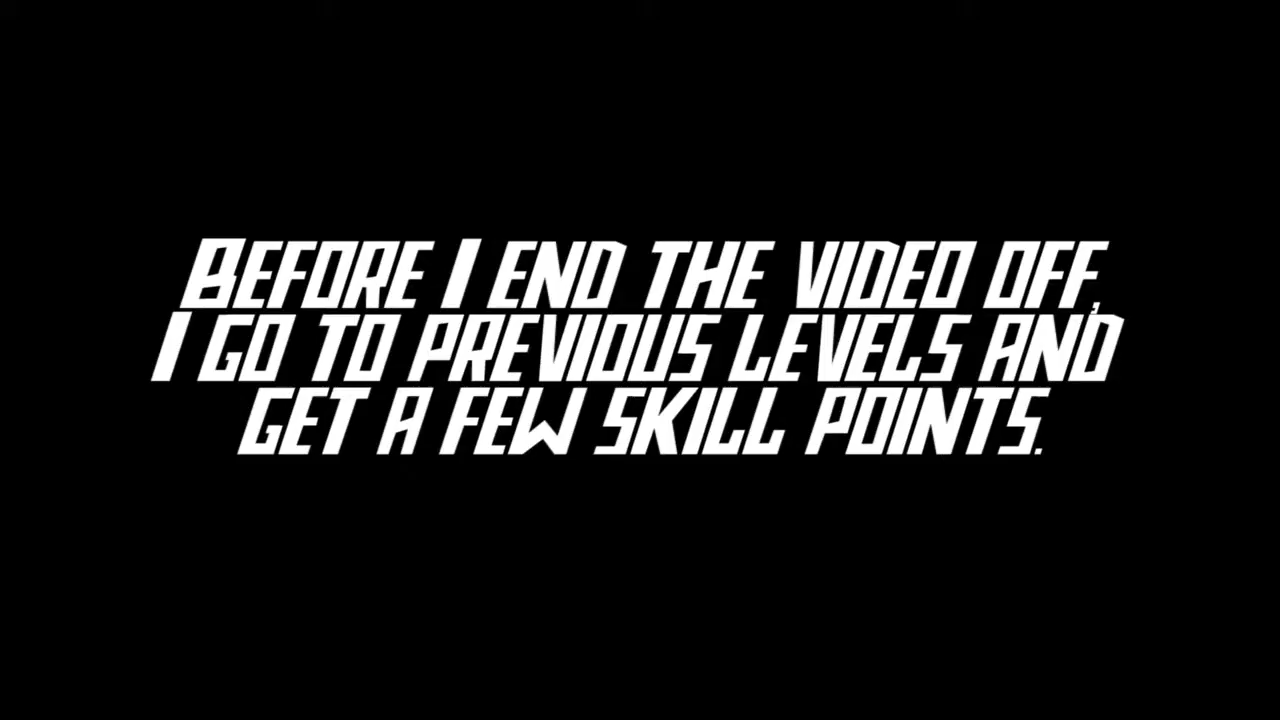 Before I end the video off,
I go to previous levels and
get a few skill points.